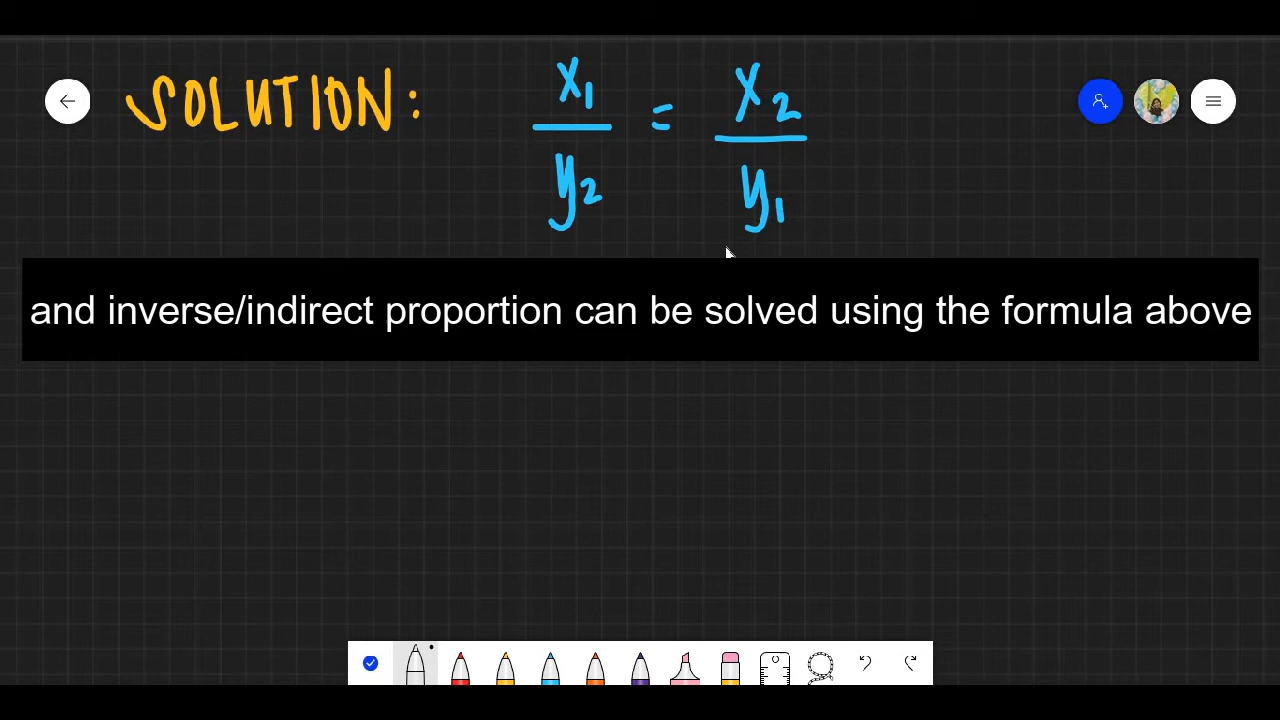 SOLUTION:
x1/y2 = x2/y1
and inverse/indirect proportion can be solved using the formula above